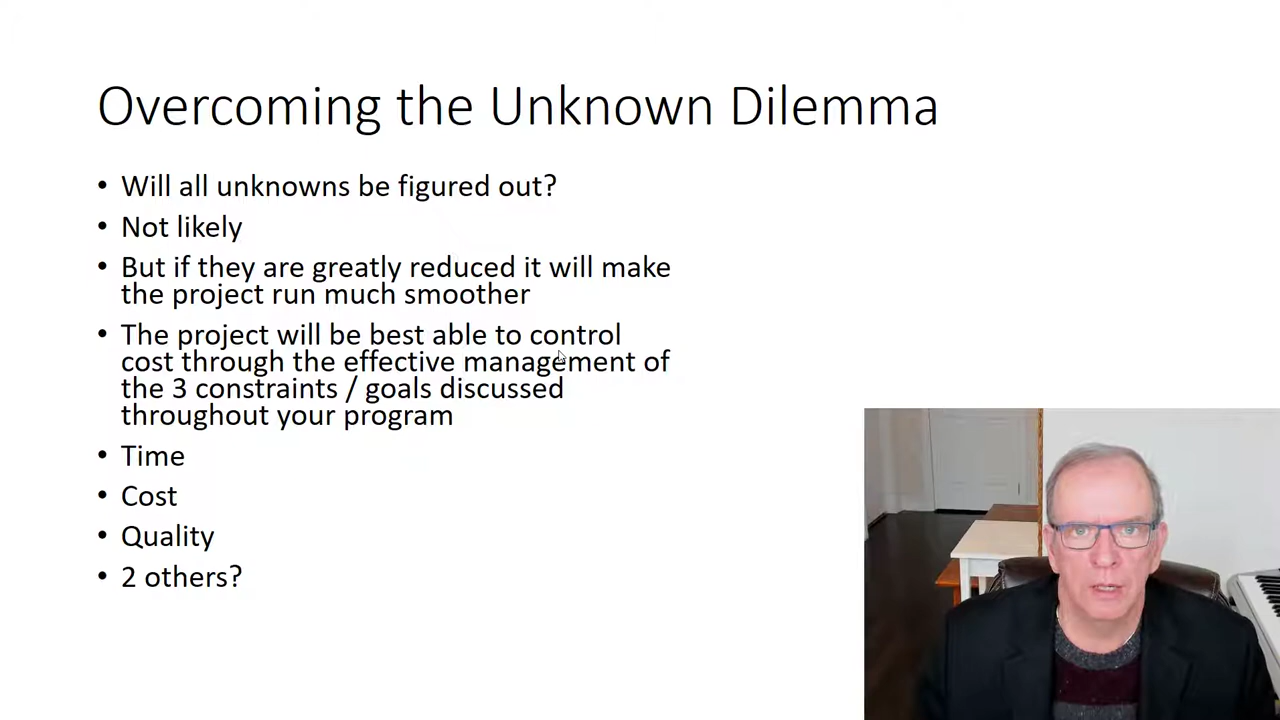 Overcoming the Unknown Dilemma
• Will all unknowns be figured out?
• Not likely
• But if they are greatly reduced it will make
the project run much smoother
• The project will be best able to control
cost through the effective management of
the 3 constraints / goals discussed
throughout your program
• Time
• Cost
• Quality
• 2 others?